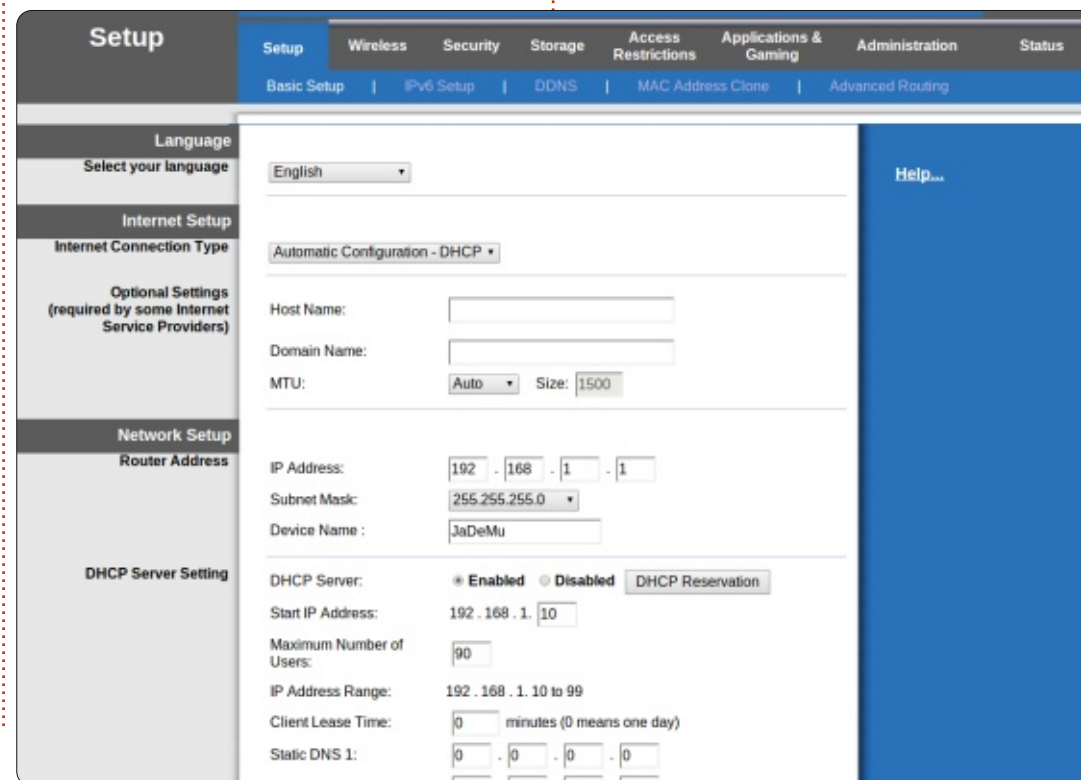 Setup
Setup Wireless Security Storage Access Restrictions Applications & Gaming Administration Status
Basic Setup | IPv6 Setup | DDNS | MAC Address Clone | Advanced Routing
Language
Select your language English
Help...
Internet Setup
Internet Connection Type Automatic Configuration - DHCP
Optional Settings
(required by some Internet
Service Providers)
Host Name:
Domain Name:
MTU: Auto Size: 1500
Network Setup
Router Address
IP Address: 192 . 168 . 1 . 1
Subnet Mask: 255.255.255.0
Device Name : JaDeMu
DHCP Server Setting
DHCP Server: Enabled Disabled DHCP Reservation
Start IP Address: 192 . 168 . 1. 10
Maximum Number of
Users: 90
IP Address Range: 192 . 168 . 1. 10 to 99
Client Lease Time: 0 minutes (0 means one day)
Static DNS 1: 0 . 0 . 0 . 0